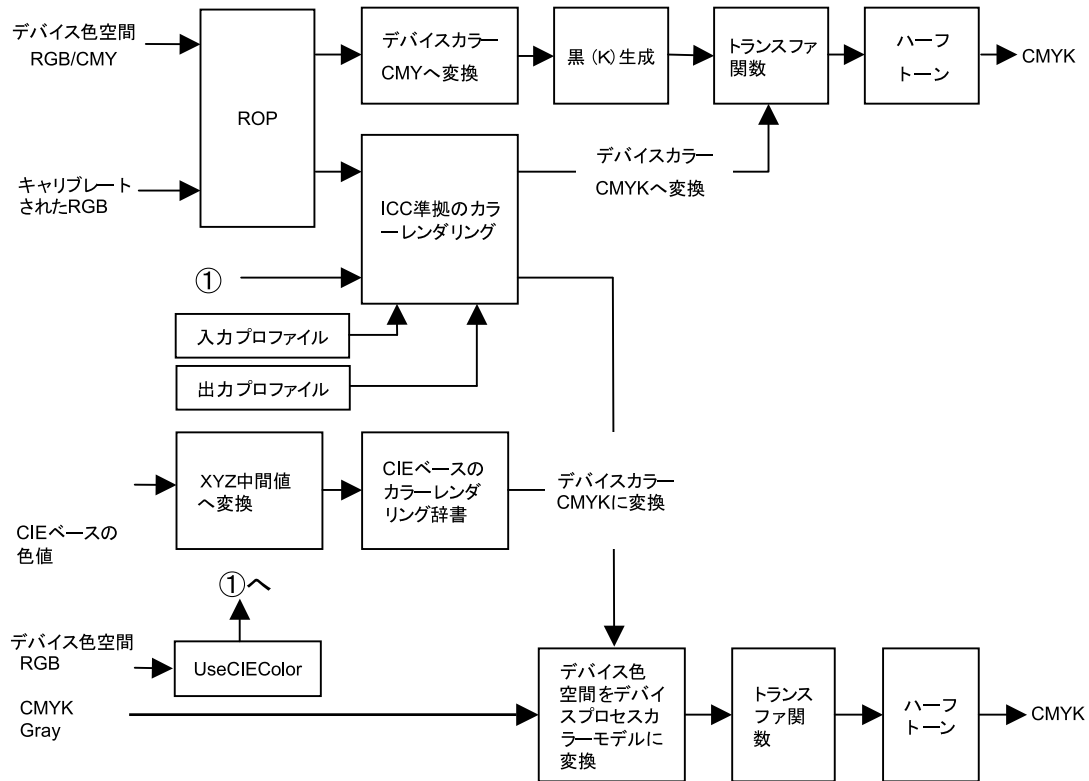 デバイス色空間
RGB/CMY
ROP
デバイスカラー
CMYへ変換
黒 (K)生成
トランスファ
関数
ハーフ
トーン
CMYK
キャリブレート
されたRGB
ICC準拠のカラ
ーレンダリング
デバイスカラー
CMYKへ変換
①
入力プロファイル
出力プロファイル
CIEベースの
色値
XYZ中間値
へ変換
CIEベースの
カラーレンダ
リング辞書
デバイスカラー
CMYKに変換
①へ
デバイス色空間
RGB
UseCIEColor
CMYK
Gray
デバイス色
空間をデバイ
スプロセスカ
ラーモデルに
変換
トランス
ファ関
数
ハーフ
トーン
CMYK